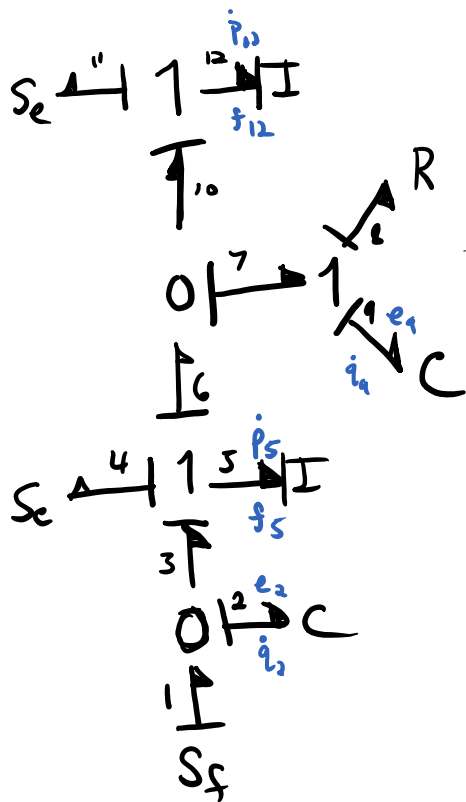 ṗ₁₂
11 12
Sₑ 1 I
f₁₂
10
R
8
7
0 1
9 e₉
q̇₉ C
6
ṗ₅
4 5
Sₑ 1 I
f₅
3
e₂
2
0 C
q̇₂
1
S_f